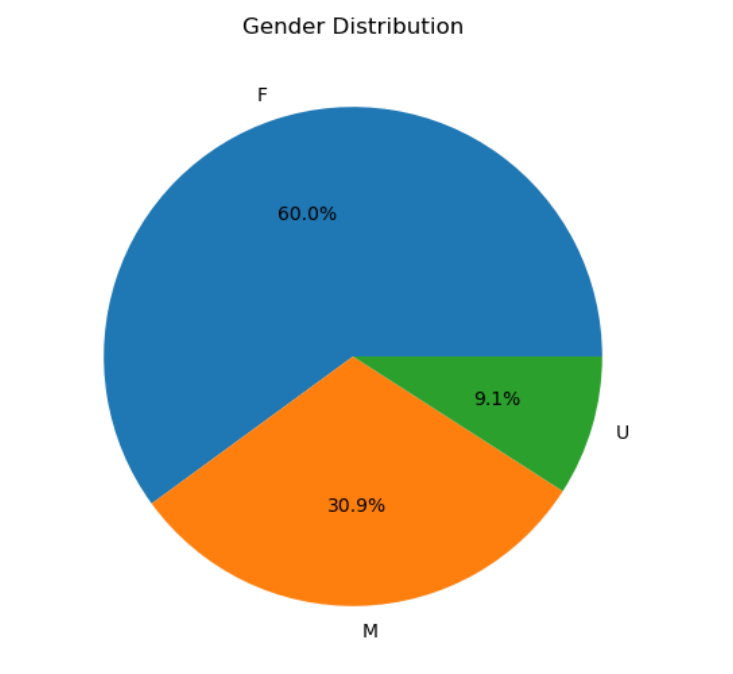 Gender Distribution
F
60.0%
9.1%
U
30.9%
M